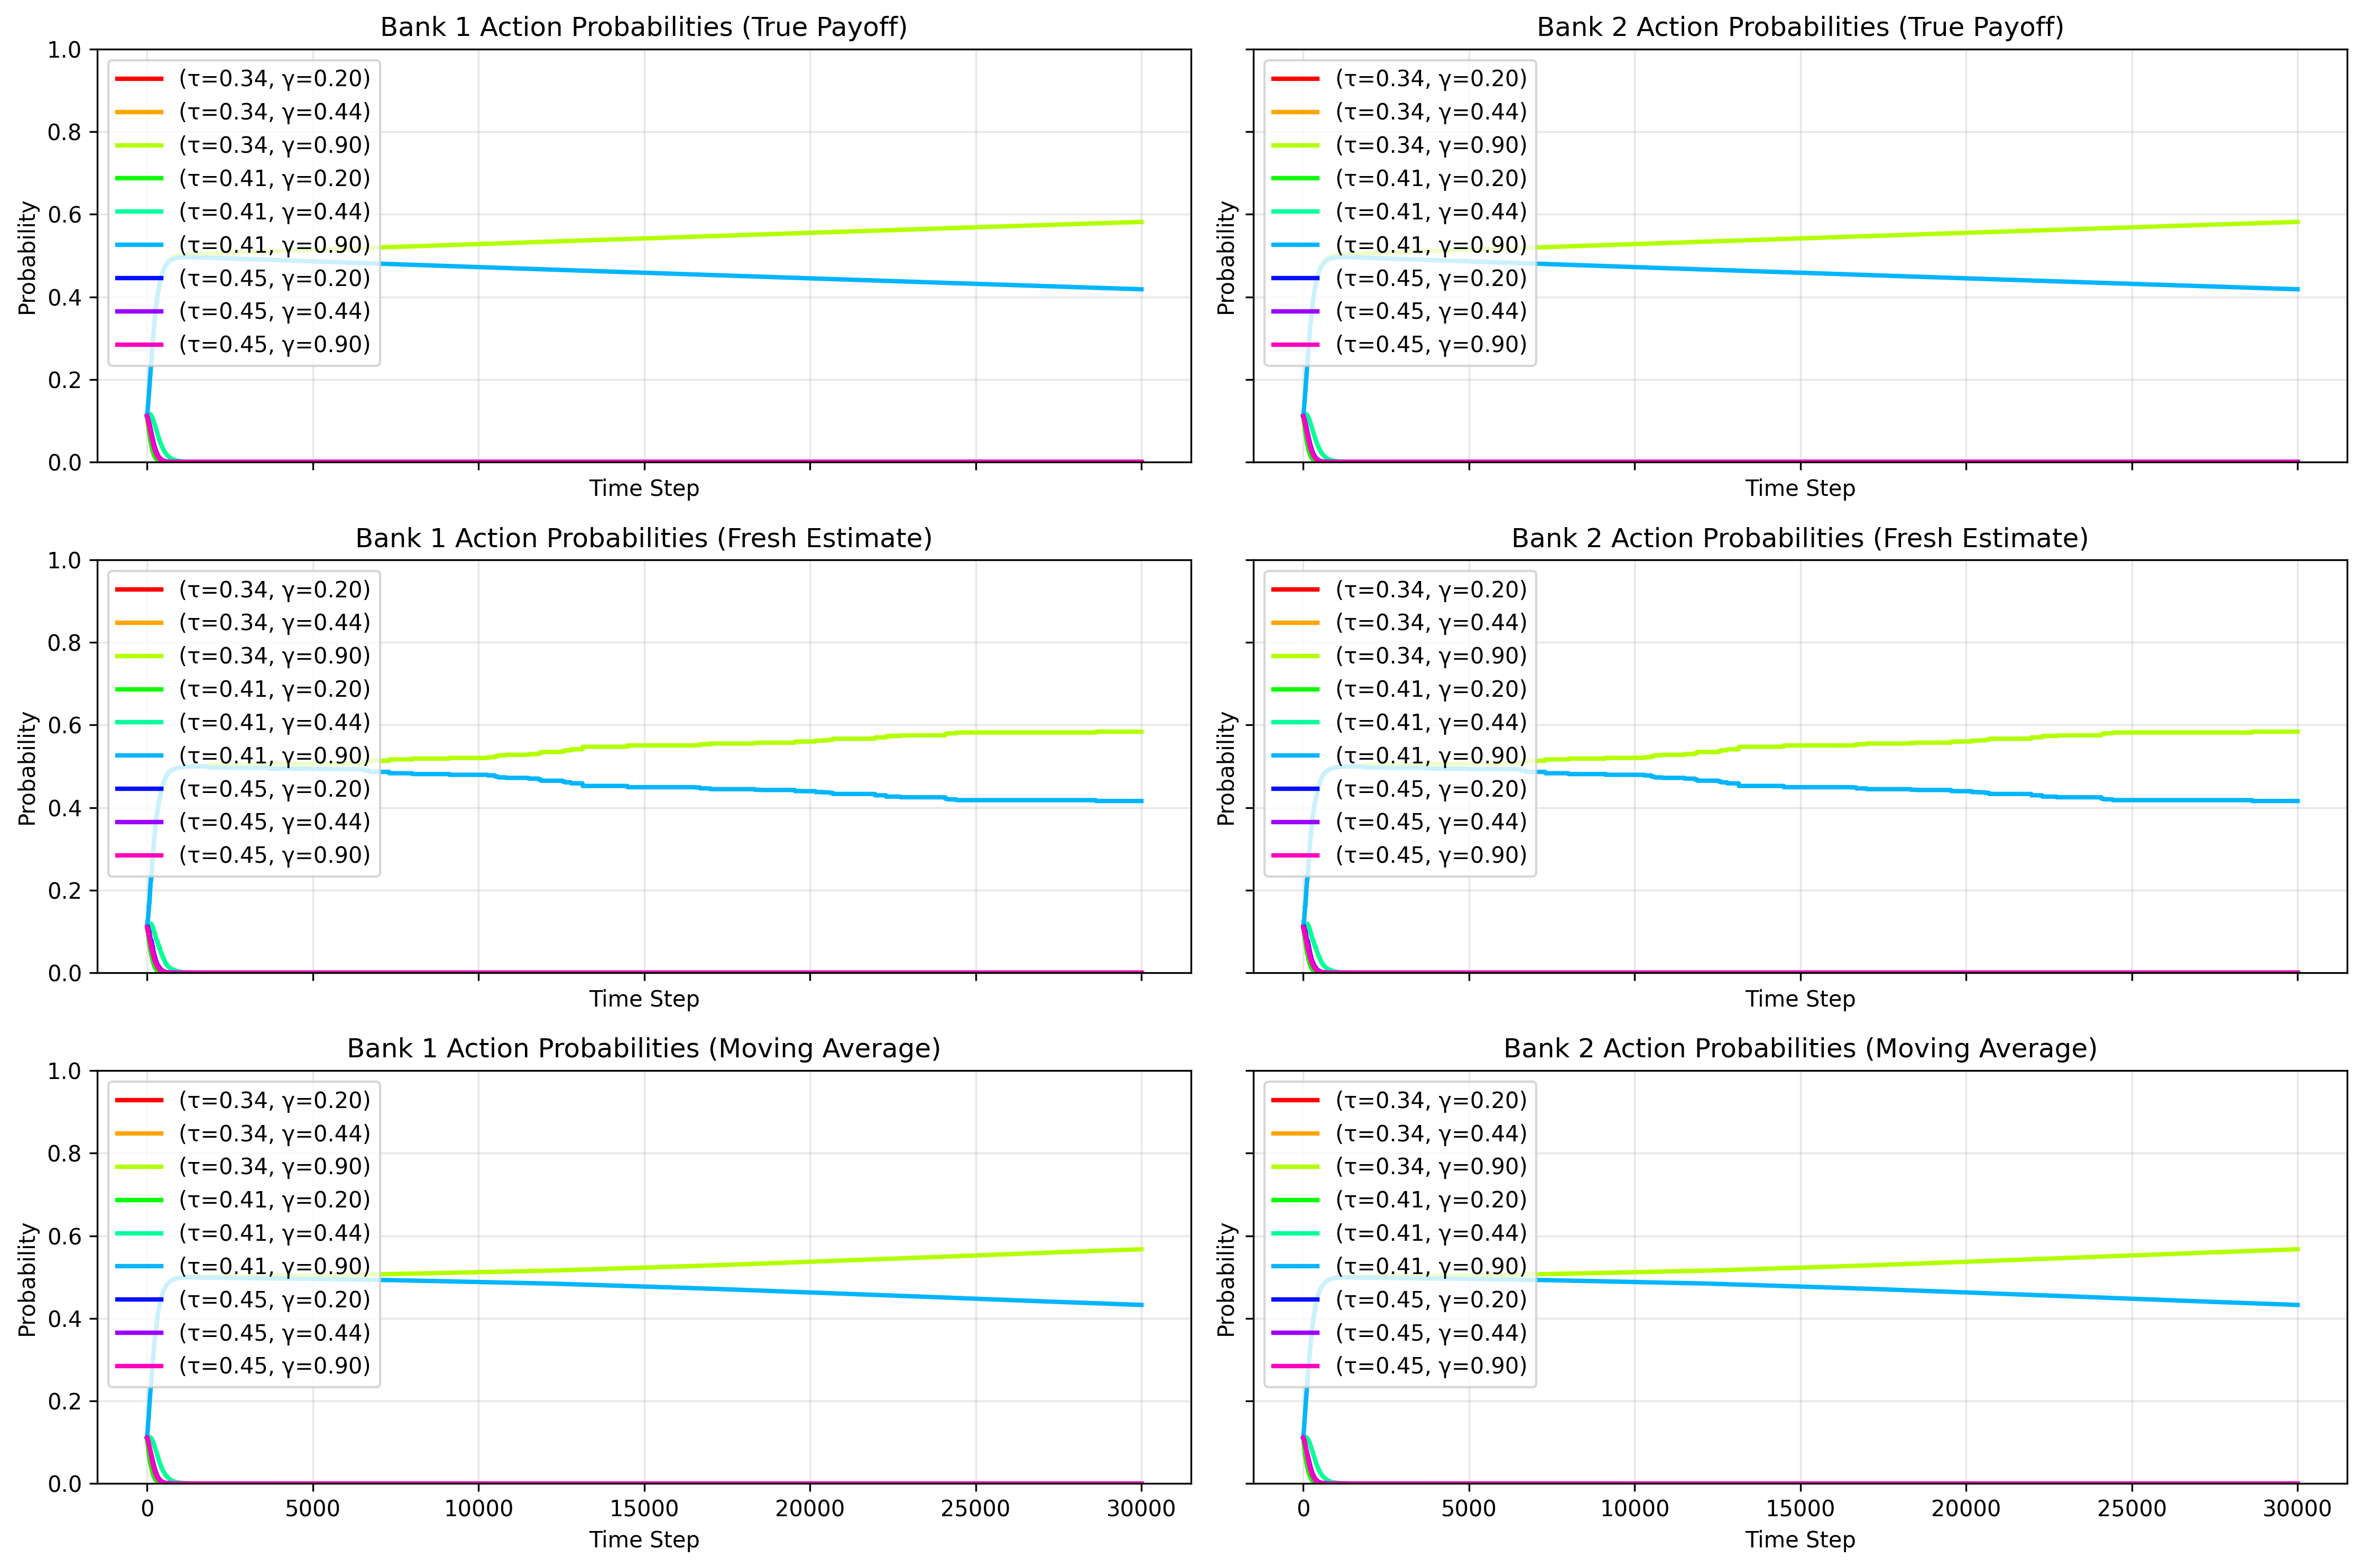 Bank 1 Action Probabilities (True Payoff)
1.0
0.8
0.6
0.4
0.2
0.0
Probability
(τ=0.34, γ=0.20)
(τ=0.34, γ=0.44)
(τ=0.34, γ=0.90)
(τ=0.41, γ=0.20)
(τ=0.41, γ=0.44)
(τ=0.41, γ=0.90)
(τ=0.45, γ=0.20)
(τ=0.45, γ=0.44)
(τ=0.45, γ=0.90)
Time Step
Bank 2 Action Probabilities (True Payoff)
Probability
(τ=0.34, γ=0.20)
(τ=0.34, γ=0.44)
(τ=0.34, γ=0.90)
(τ=0.41, γ=0.20)
(τ=0.41, γ=0.44)
(τ=0.41, γ=0.90)
(τ=0.45, γ=0.20)
(τ=0.45, γ=0.44)
(τ=0.45, γ=0.90)
Time Step
Bank 1 Action Probabilities (Fresh Estimate)
1.0
0.8
0.6
0.4
0.2
0.0
Probability
(τ=0.34, γ=0.20)
(τ=0.34, γ=0.44)
(τ=0.34, γ=0.90)
(τ=0.41, γ=0.20)
(τ=0.41, γ=0.44)
(τ=0.41, γ=0.90)
(τ=0.45, γ=0.20)
(τ=0.45, γ=0.44)
(τ=0.45, γ=0.90)
Time Step
Bank 2 Action Probabilities (Fresh Estimate)
Probability
(τ=0.34, γ=0.20)
(τ=0.34, γ=0.44)
(τ=0.34, γ=0.90)
(τ=0.41, γ=0.20)
(τ=0.41, γ=0.44)
(τ=0.41, γ=0.90)
(τ=0.45, γ=0.20)
(τ=0.45, γ=0.44)
(τ=0.45, γ=0.90)
Time Step
Bank 1 Action Probabilities (Moving Average)
1.0
0.8
0.6
0.4
0.2
0.0
Probability
(τ=0.34, γ=0.20)
(τ=0.34, γ=0.44)
(τ=0.34, γ=0.90)
(τ=0.41, γ=0.20)
(τ=0.41, γ=0.44)
(τ=0.41, γ=0.90)
(τ=0.45, γ=0.20)
(τ=0.45, γ=0.44)
(τ=0.45, γ=0.90)
0 5000 10000 15000 20000 25000 30000
Time Step
Bank 2 Action Probabilities (Moving Average)
Probability
(τ=0.34, γ=0.20)
(τ=0.34, γ=0.44)
(τ=0.34, γ=0.90)
(τ=0.41, γ=0.20)
(τ=0.41, γ=0.44)
(τ=0.41, γ=0.90)
(τ=0.45, γ=0.20)
(τ=0.45, γ=0.44)
(τ=0.45, γ=0.90)
0 5000 10000 15000 20000 25000 30000
Time Step